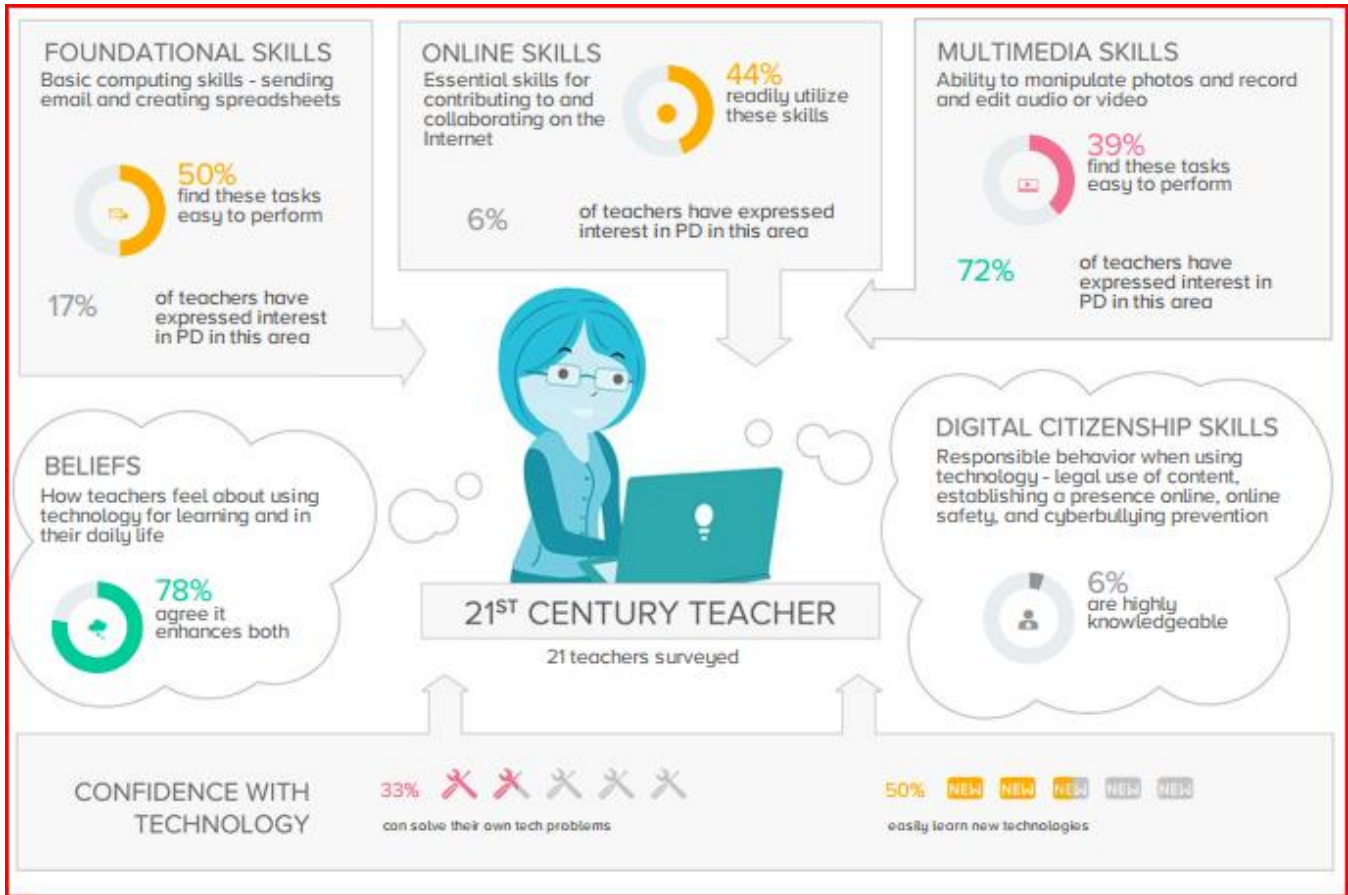 FOUNDATIONAL SKILLS
Basic computing skills - sending
email and creating spreadsheets
50%
find these tasks
easy to perform
17%
of teachers have
expressed interest
in PD in this area
ONLINE SKILLS
Essential skills for
contributing to and
collaborating on the
Internet
44%
readily utilize
these skills
6%
of teachers have expressed
interest in PD in this area
MULTIMEDIA SKILLS
Ability to manipulate photos and record
and edit audio or video
39%
find these tasks
easy to perform
72%
of teachers have
expressed interest in
PD in this area
BELIEFS
How teachers feel about using
technology for learning and in
their daily life
78%
agree it
enhances both
DIGITAL CITIZENSHIP SKILLS
Responsible behavior when using
technology - legal use of content,
establishing a presence online, online
safety, and cyberbullying prevention
6%
are highly
knowledgeable
21ST CENTURY TEACHER
21 teachers surveyed
CONFIDENCE WITH
TECHNOLOGY
33%
can solve their own tech problems
50% NEW NEW NEW NEW NEW
easily learn new technologies